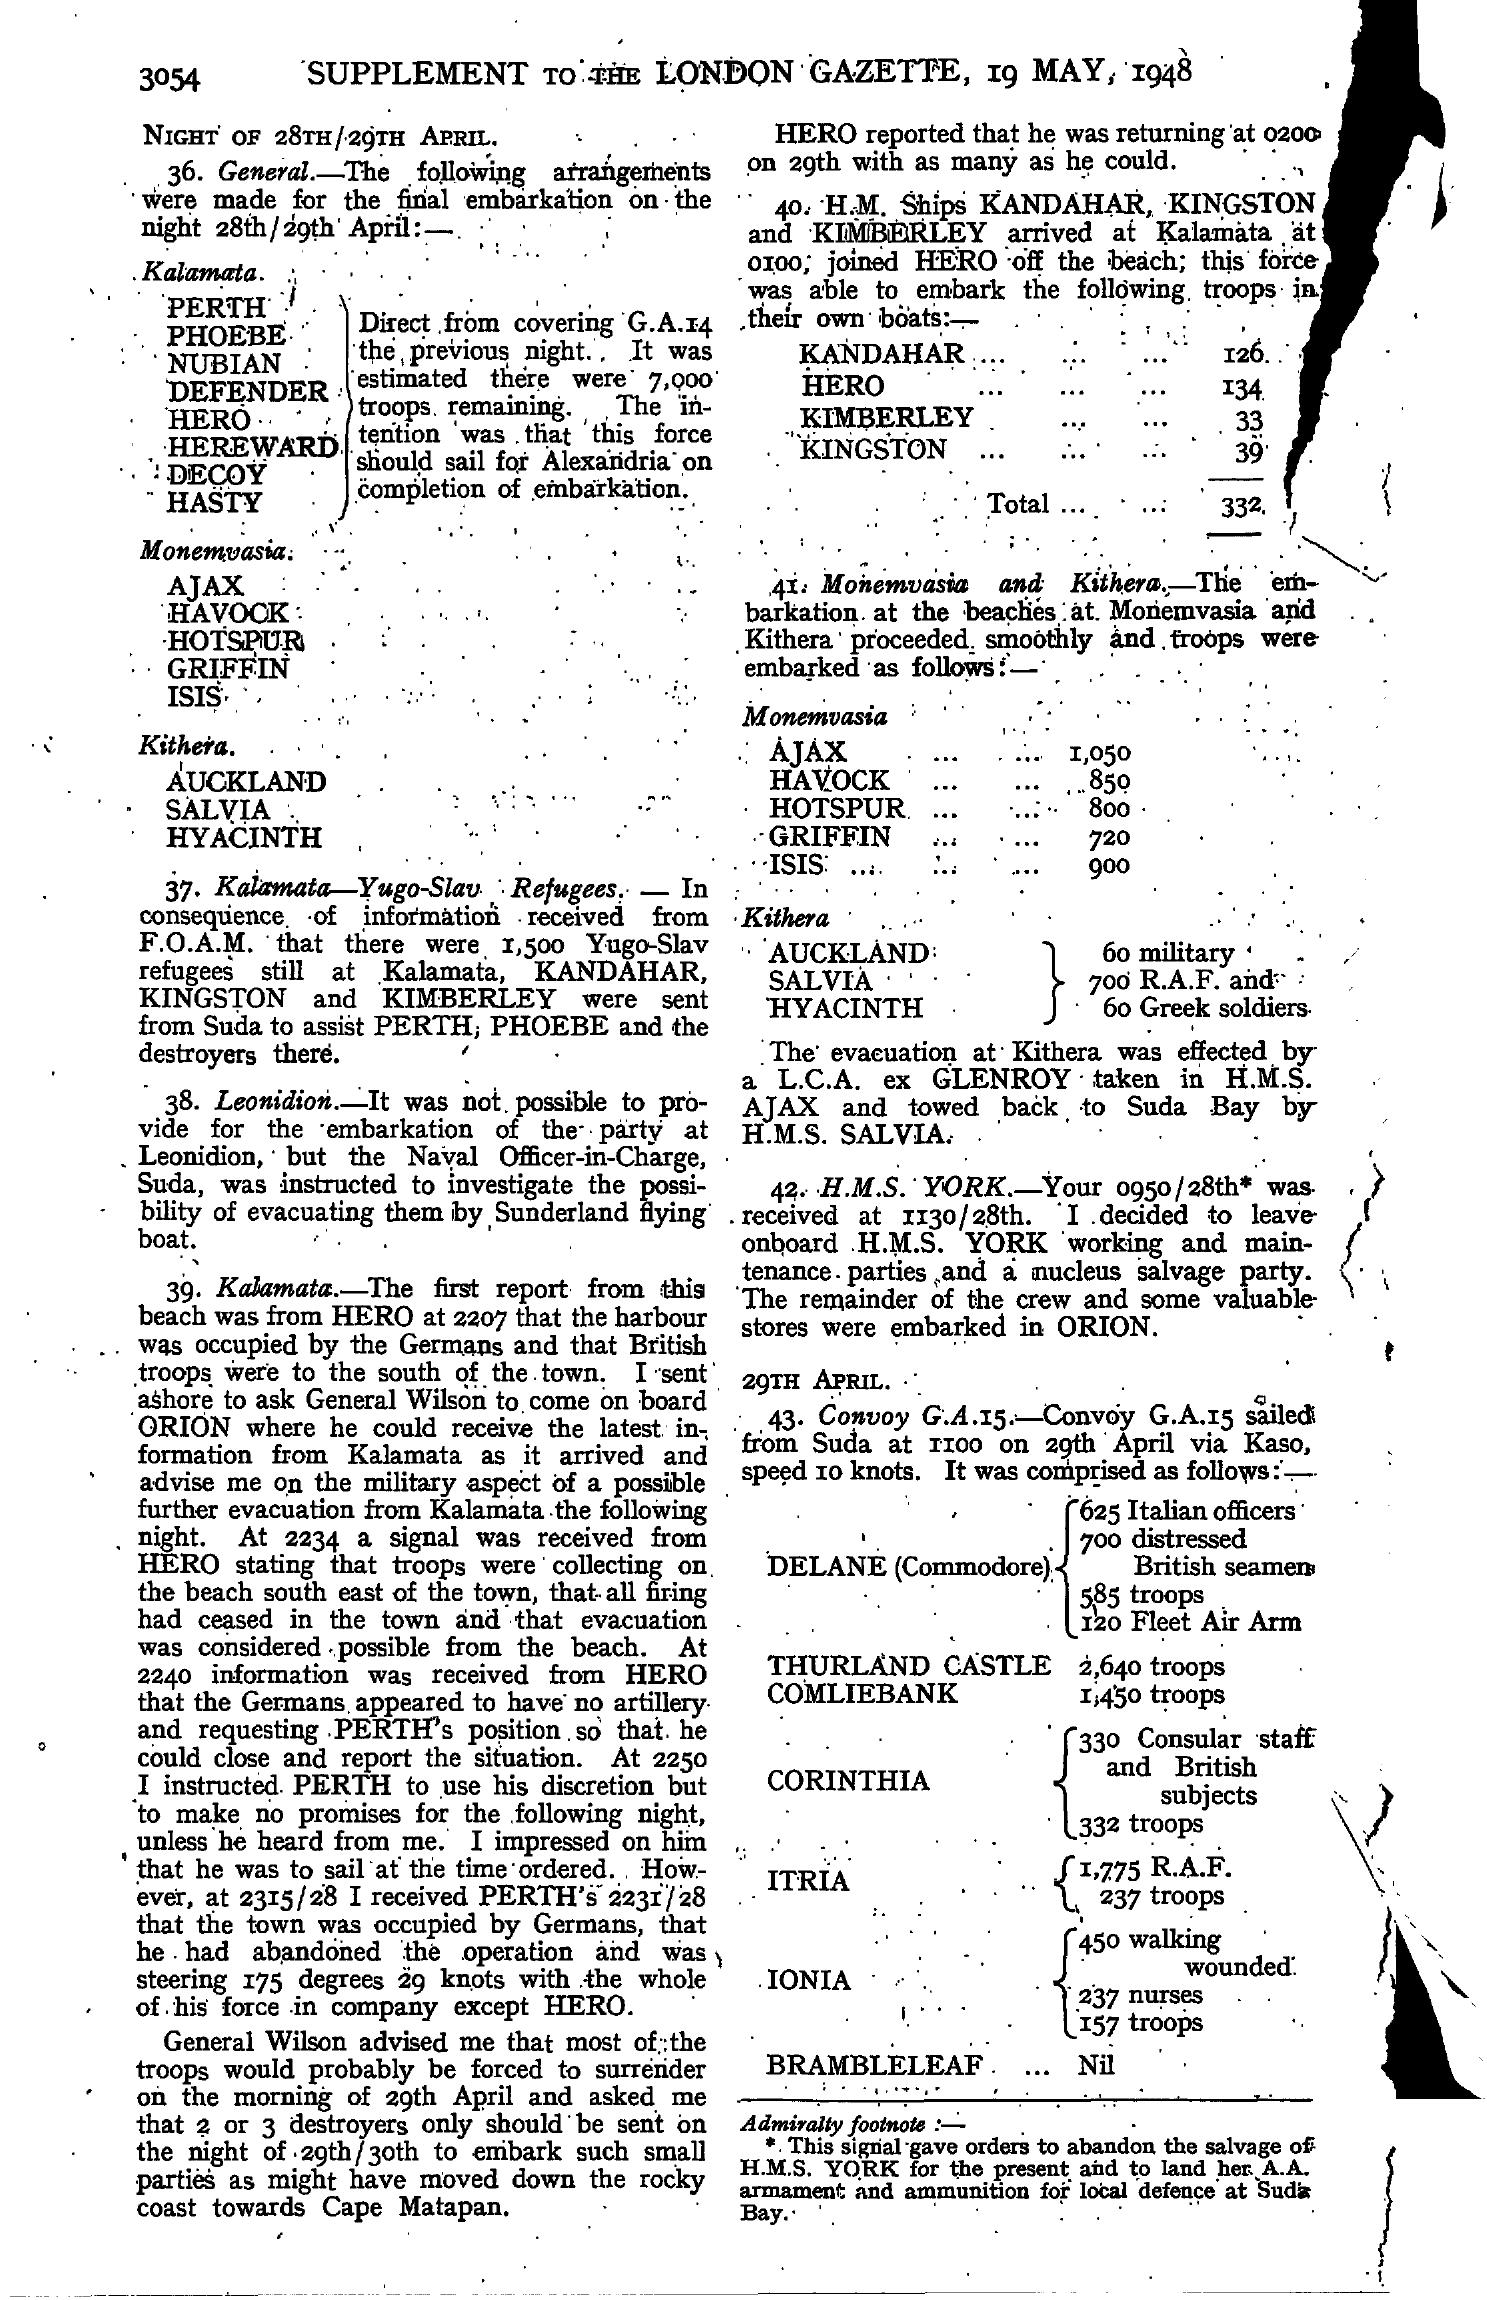 3054 SUPPLEMENT TO THE LONDON GAZETTE, 19 MAY, 1948
NIGHT OF 28TH/29TH APRIL.
36. General.—The following arrangements
were made for the final embarkation on the
night 28th/29th April:—
Kalamata.
PERTH
PHOEBE
NUBIAN
DEFENDER
HERO
HEREWARD
DECOY
HASTY
Direct from covering G.A.14
the previous night. It was
estimated there were 7,000
troops remaining. The in-
tention was that this force
should sail for Alexandria on
completion of embarkation.
Monemvasia.
AJAX
HAVOCK
HOTSPUR
GRIFFIN
ISIS
Kithera.
AUCKLAND
SALVIA
HYACINTH
37. Kalamata—Yugo-Slav Refugees. — In
consequence of information received from
F.O.A.M. that there were 1,500 Yugo-Slav
refugees still at Kalamata, KANDAHAR,
KINGSTON and KIMBERLEY were sent
from Suda to assist PERTH, PHOEBE and the
destroyers there.
38. Leonidion.—It was not possible to pro-
vide for the embarkation of the party at
Leonidion, but the Naval Officer-in-Charge,
Suda, was instructed to investigate the possi-
bility of evacuating them by Sunderland flying
boat.
39. Kalamata.—The first report from this
beach was from HERO at 2207 that the harbour
was occupied by the Germans and that British
troops were to the south of the town. I sent
ashore to ask General Wilson to come on board
ORION where he could receive the latest in-
formation from Kalamata as it arrived and
advise me on the military aspect of a possible
further evacuation from Kalamata the following
night. At 2234 a signal was received from
HERO stating that troops were collecting on
the beach south east of the town, that all firing
had ceased in the town and that evacuation
was considered possible from the beach. At
2240 information was received from HERO
that the Germans appeared to have no artillery
and requesting PERTH's position so that he
could close and report the situation. At 2250
I instructed PERTH to use his discretion but
to make no promises for the following night,
unless he heard from me. I impressed on him
that he was to sail at the time ordered. How-
ever, at 2315/28 I received PERTH's 2231/28
that the town was occupied by Germans, that
he had abandoned the operation and was
steering 175 degrees 29 knots with the whole
of his force in company except HERO.
General Wilson advised me that most of the
troops would probably be forced to surrender
on the morning of 29th April and asked me
that 2 or 3 destroyers only should be sent on
the night of 29th/30th to embark such small
parties as might have moved down the rocky
coast towards Cape Matapan.
HERO reported that he was returning at 0200
on 29th with as many as he could.
40. H.M. Ships KANDAHAR, KINGSTON
and KIMBERLEY arrived at Kalamata at
0100, joined HERO off the beach; this force
was able to embark the following troops in
their own boats:—
KANDAHAR ... ... ... 126
HERO ... ... ... 134
KIMBERLEY ... ... 33
KINGSTON ... ... ... 39
Total ... ... 332
41. Monemvasia and Kithera.—The em-
barkation at the beaches at Monemvasia and
Kithera proceeded smoothly and troops were
embarked as follows:—
Monemvasia
AJAX ... ... 1,050
HAVOCK ... ... 850
HOTSPUR ... ... 800
GRIFFIN ... ... 720
ISIS ... ... ... 900
Kithera
AUCKLAND
SALVIA
HYACINTH
60 military
700 R.A.F. and
60 Greek soldiers.
The evacuation at Kithera was effected by
a L.C.A. ex GLENROY taken in H.M.S.
AJAX and towed back to Suda Bay by
H.M.S. SALVIA.
42. H.M.S. YORK.—Your 0950/28th* was
received at 1130/28th. I decided to leave
onboard H.M.S. YORK working and main-
tenance parties and a nucleus salvage party.
The remainder of the crew and some valuable
stores were embarked in ORION.
29TH APRIL.
43. Convoy G.A.15.—Convoy G.A.15 sailed
from Suda at 1100 on 29th April via Kaso,
speed 10 knots. It was comprised as follows:—
DELANE (Commodore)
625 Italian officers
700 distressed
British seamen
585 troops
120 Fleet Air Arm
THURLAND CASTLE 2,640 troops
COMLIEBANK 1,450 troops
CORINTHIA
330 Consular staff
and British
subjects
332 troops
ITRIA
1,775 R.A.F.
237 troops
IONIA
450 walking
wounded.
237 nurses
157 troops
BRAMBLELEAF ... Nil
Admiralty footnote :—
* This signal gave orders to abandon the salvage of
H.M.S. YORK for the present and to land her A.A.
armament and ammunition for local defence at Suda
Bay.